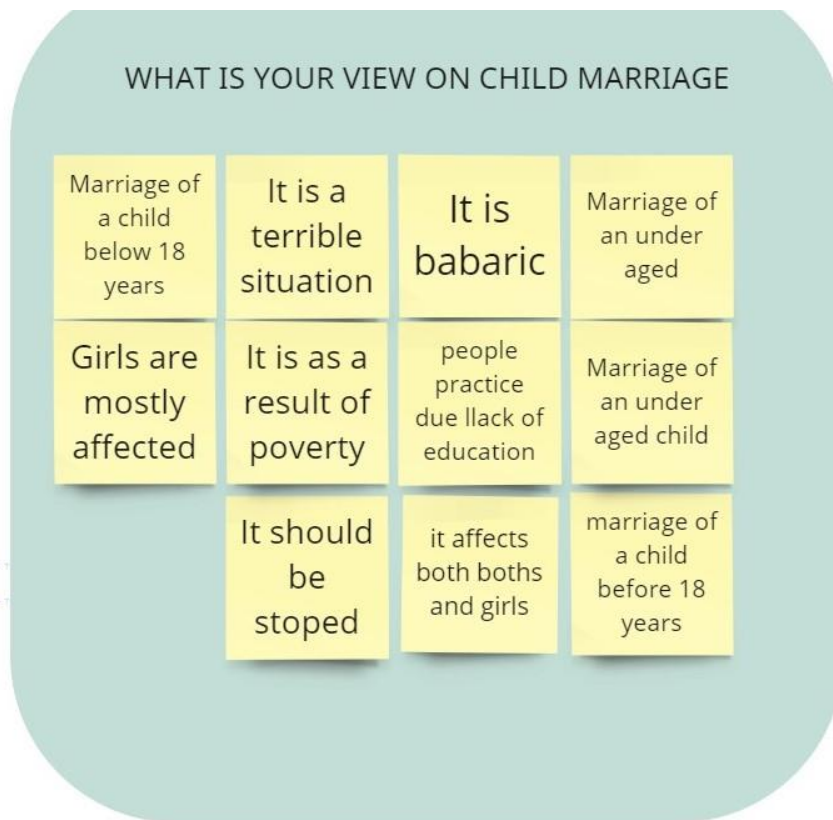 WHAT IS YOUR VIEW ON CHILD MARRIAGE
Marriage of
a child
below 18
years
It is a
terrible
situation
It is
babaric
Marriage of
an under
aged
Girls are
mostly
affected
It is as a
result of
poverty
people
practice
due llack of
education
Marriage of
an under
aged child
It should
be
stoped
it affects
both boths
and girls
marriage of
a child
before 18
years